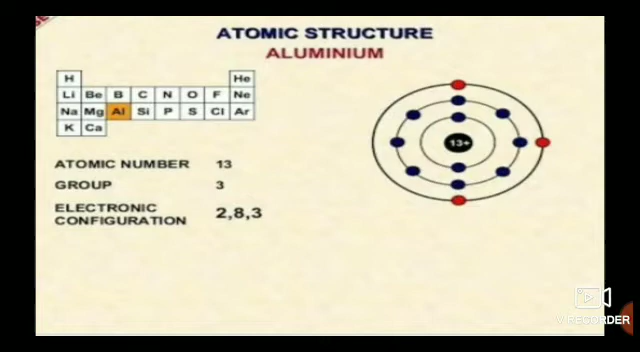 ATOMIC STRUCTURE
ALUMINIUM
H He
Li Be B C N O F Ne
Na Mg Al Si P S Cl Ar
K Ca
13+
ATOMIC NUMBER 13
GROUP 3
ELECTRONIC
CONFIGURATION 2,8,3
V RECORDER